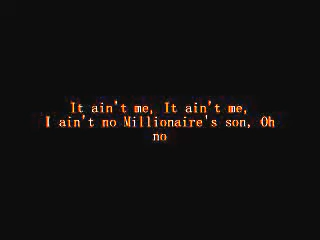 It ain't me, It ain't me,
I ain't no Millionaire's son, Oh
no